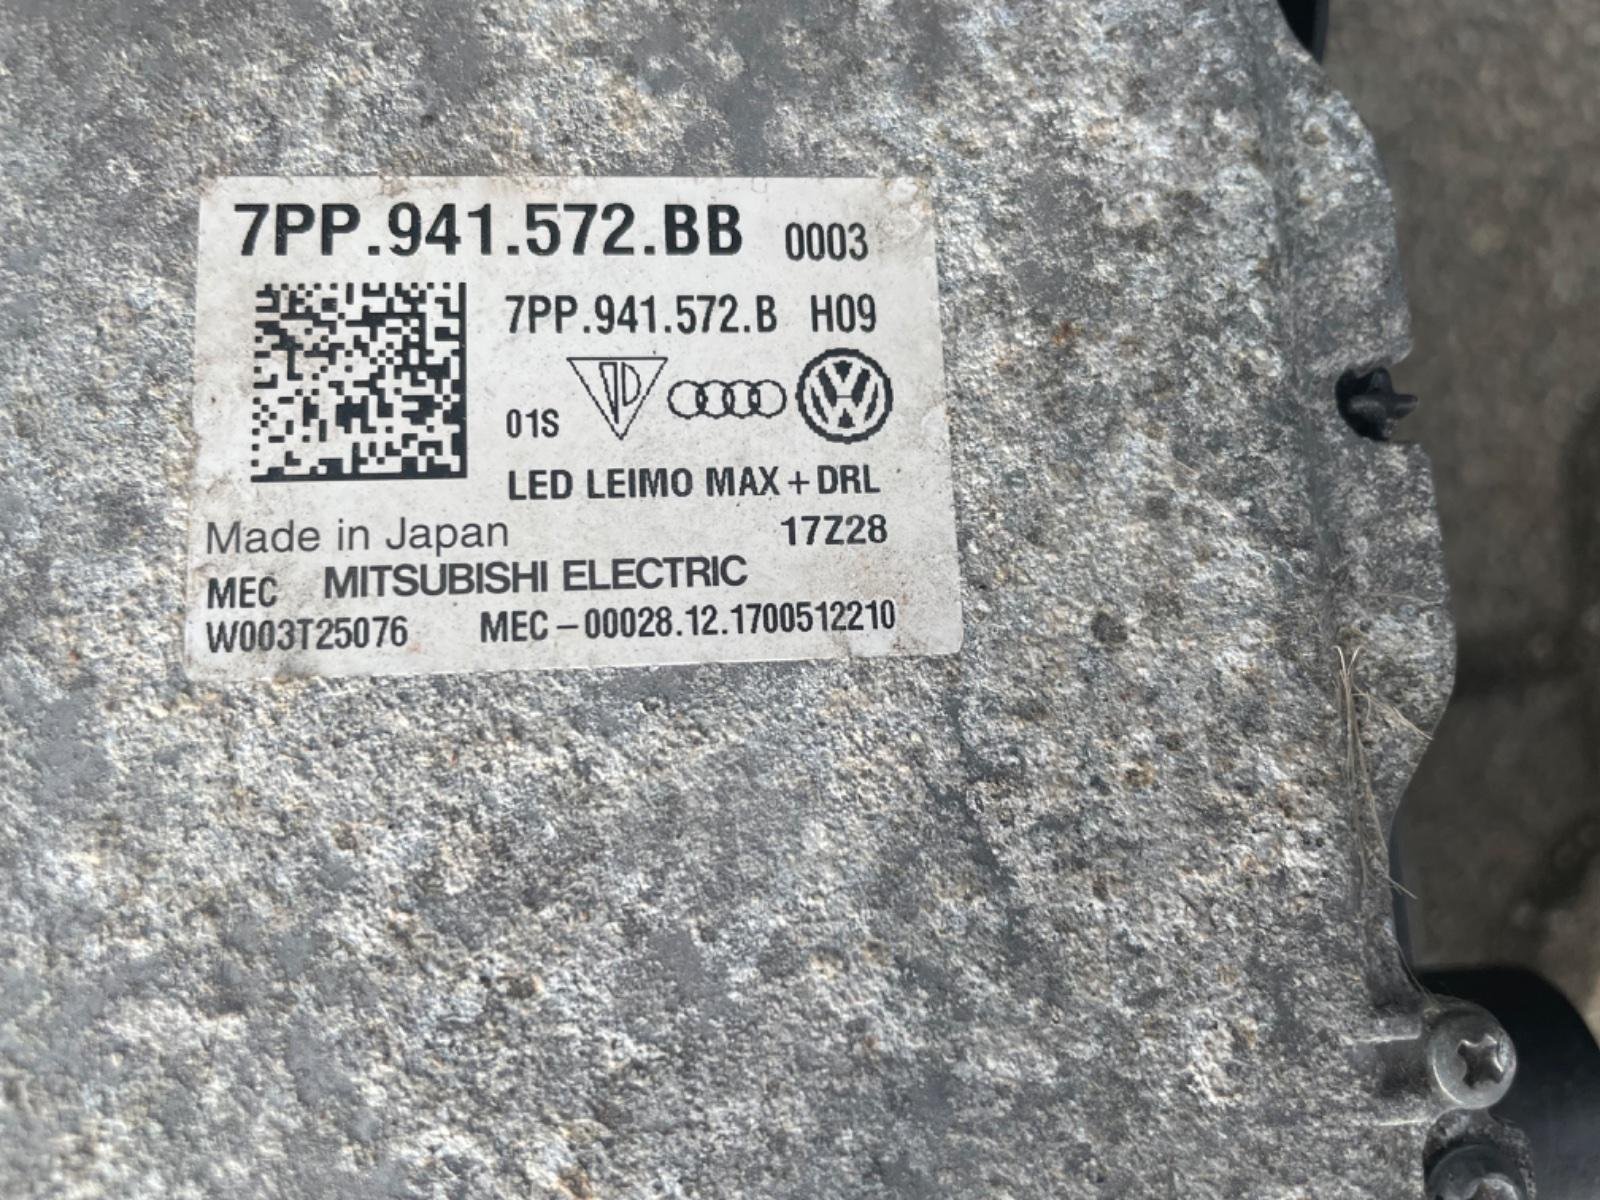 7PP.941.572.BB 0003
7PP.941.572.B H09
01S
LED LEIMO MAX+DRL
Made in Japan 17Z28
MEC MITSUBISHI ELECTRIC
W003T25076 MEC-00028.12.1700512210